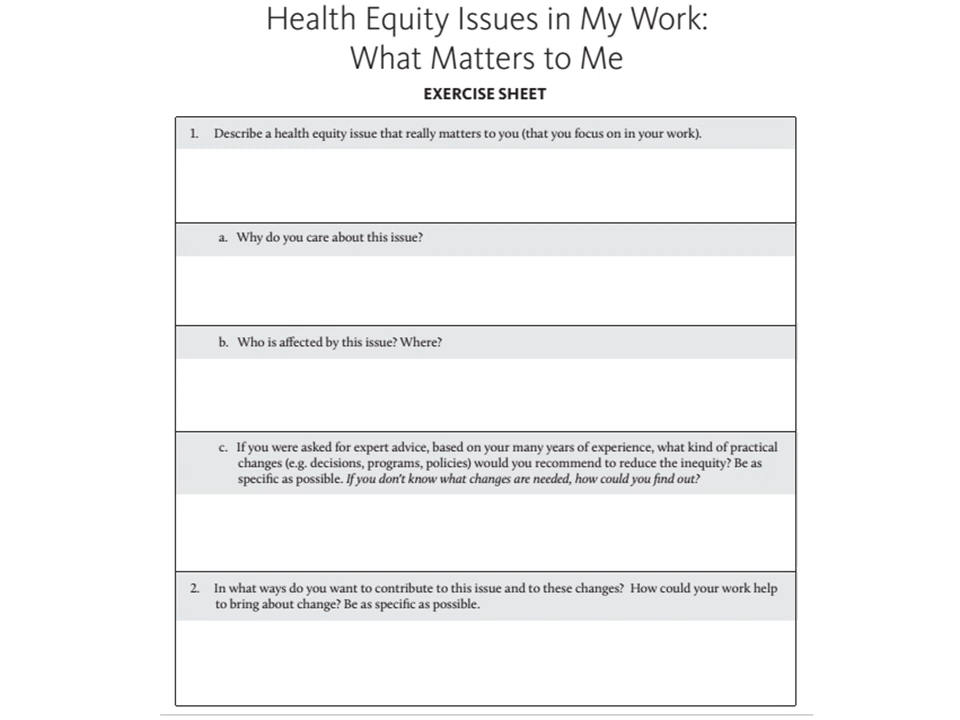 Health Equity Issues in My Work:
What Matters to Me
EXERCISE SHEET
1. Describe a health equity issue that really matters to you (that you focus on in your work).
a. Why do you care about this issue?
b. Who is affected by this issue? Where?
c. If you were asked for expert advice, based on your many years of experience, what kind of practical
changes (e.g. decisions, programs, policies) would you recommend to reduce the inequity? Be as
specific as possible. If you don't know what changes are needed, how could you find out?
2. In what ways do you want to contribute to this issue and to these changes? How could your work help
to bring about change? Be as specific as possible.